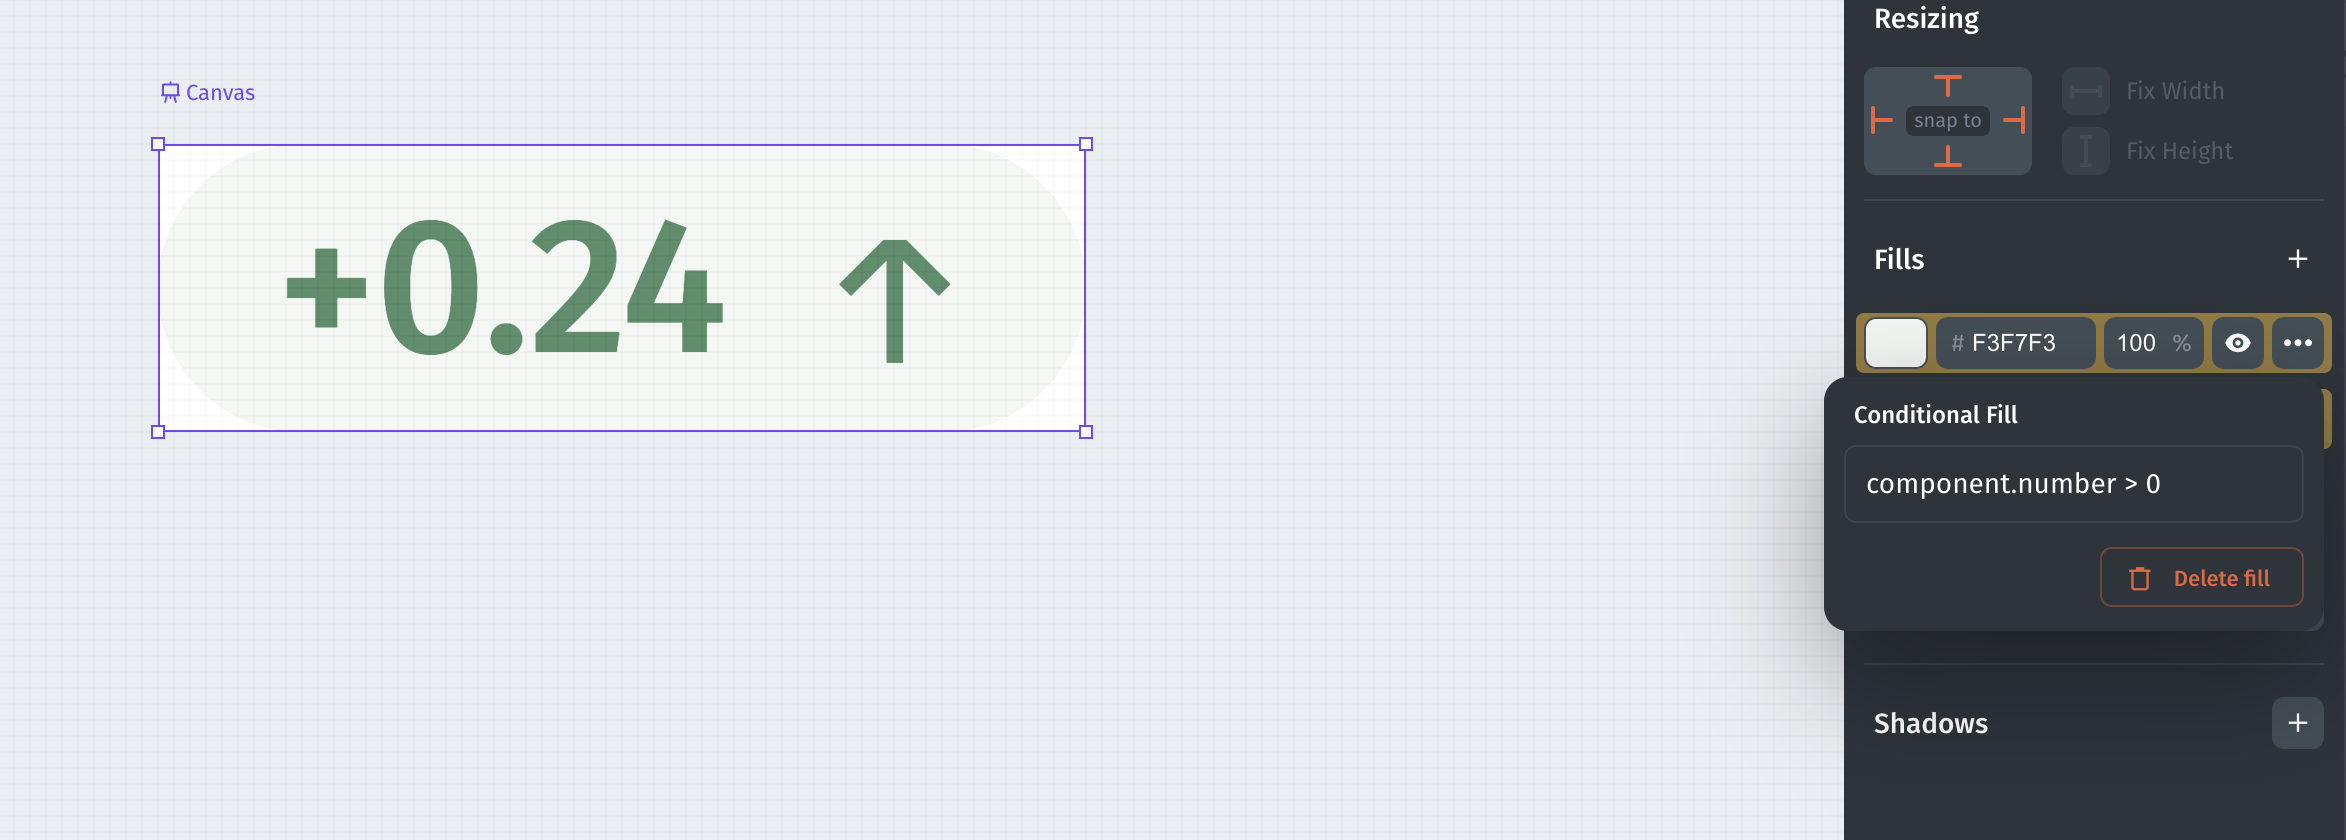 Canvas
+0.24 ↑
Resizing
snap to
Fix Width
Fix Height
Fills
# F3F7F3 100 %
Conditional Fill
component.number > 0
Delete fill
Shadows